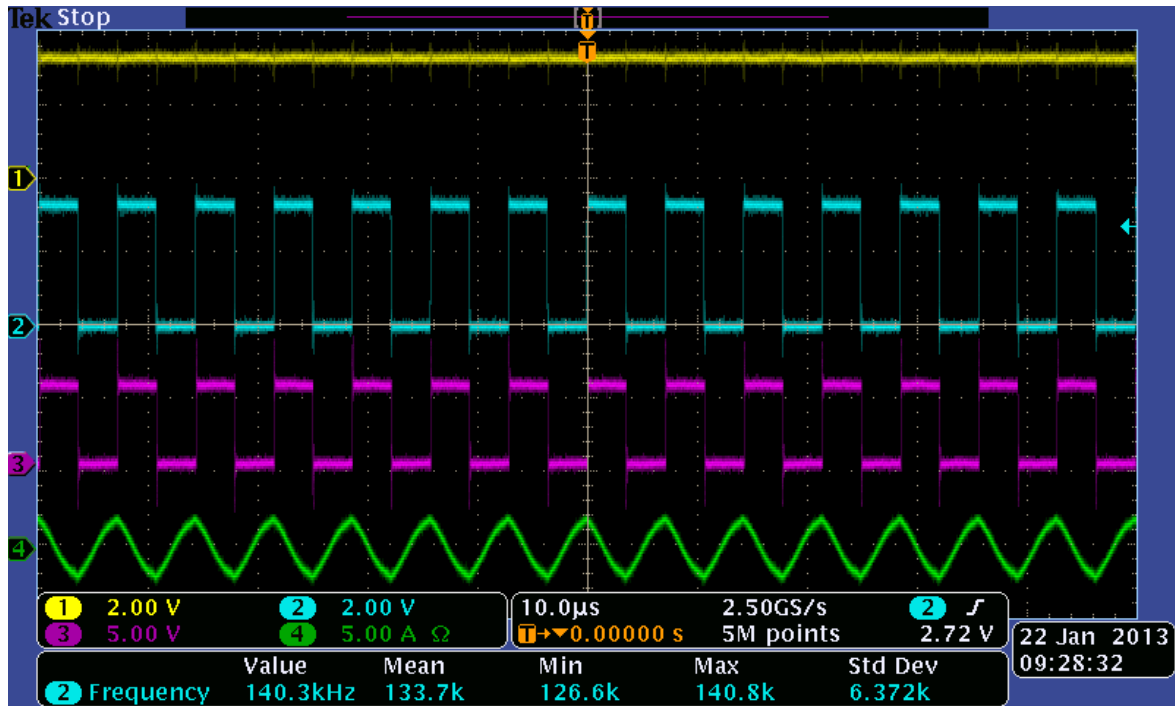 Tek Stop
[T]
T
1
2
3
4
1 2.00 V 2 2.00 V
3 5.00 V 4 5.00 A Ω
10.0μs 2.50GS/s 2 ƒ
T→▼0.00000 s 5M points 2.72 V
22 Jan 2013
09:28:32
Value Mean Min Max Std Dev
2 Frequency 140.3kHz 133.7k 126.6k 140.8k 6.372k